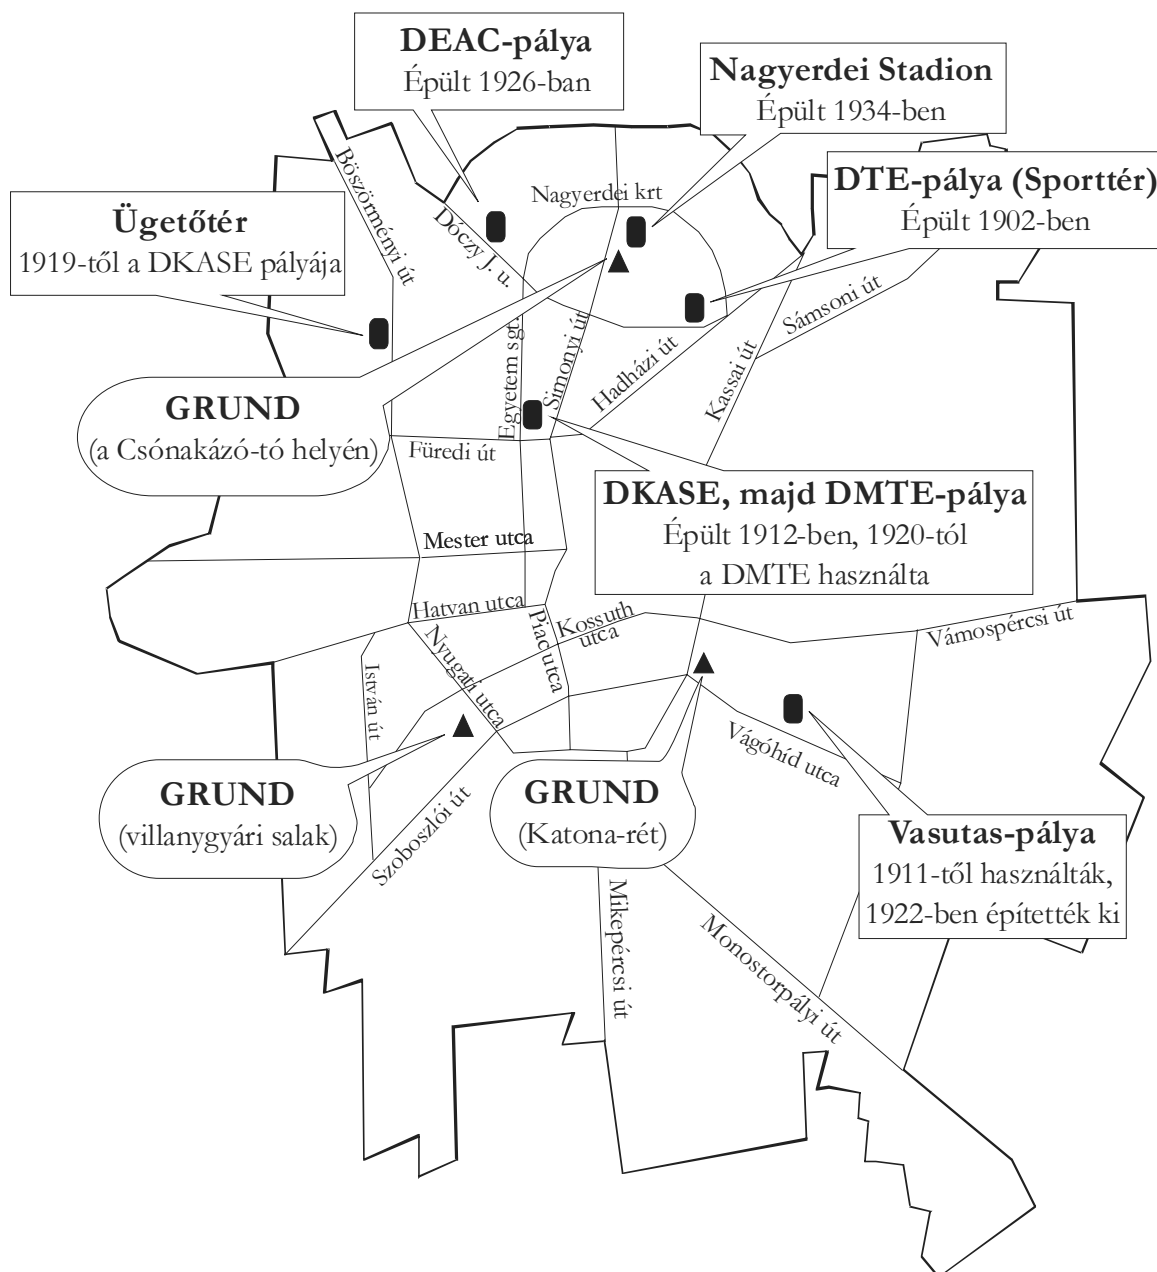 DEAC-pálya
Épült 1926-ban
Nagyerdei Stadion
Épült 1934-ben
DTE-pálya (Sporttér)
Épült 1902-ben
Ügetőtér
1919-től a DKASE pályája
Böszörményi út
Dóczy J. u.
Nagyerdei krt
Sámsoni út
Kassai út
Hadházi út
Simonyi út
Egyetem sgt.
GRUND
(a Csónakázó-tó helyén)
Füredi út
DKASE, majd DMTE-pálya
Épült 1912-ben, 1920-tól
a DMTE használta
Mester utca
Hatvan utca
Nyugati utca
Piac utca
Kossuth
utca
Vámospércsi út
István út
Vágóhíd utca
GRUND
(villanygyári salak)
Szoboszlói út
GRUND
(Katona-rét)
Vasutas-pálya
1911-től használták,
1922-ben építették ki
Mikepércsi út
Monostorpályi út